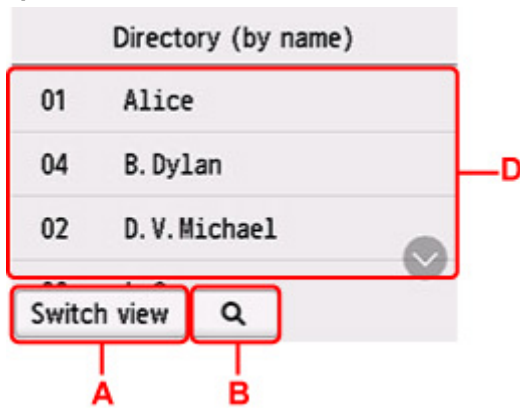 Directory (by name)
01 Alice
04 B.Dylan
02 D.V.Michael
D
Switch view
A
B